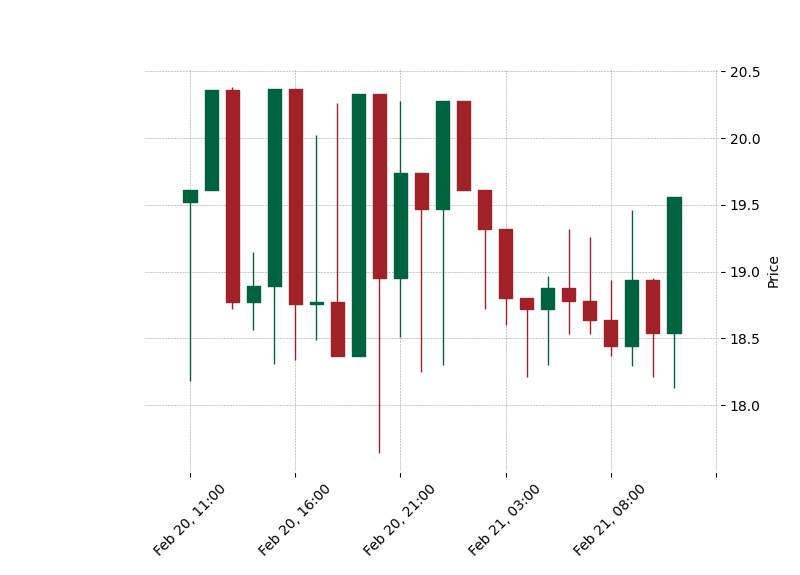 20.5
20.0
19.5
19.0
18.5
18.0
Price
Feb 20, 11:00
Feb 20, 16:00
Feb 20, 21:00
Feb 21, 03:00
Feb 21, 08:00